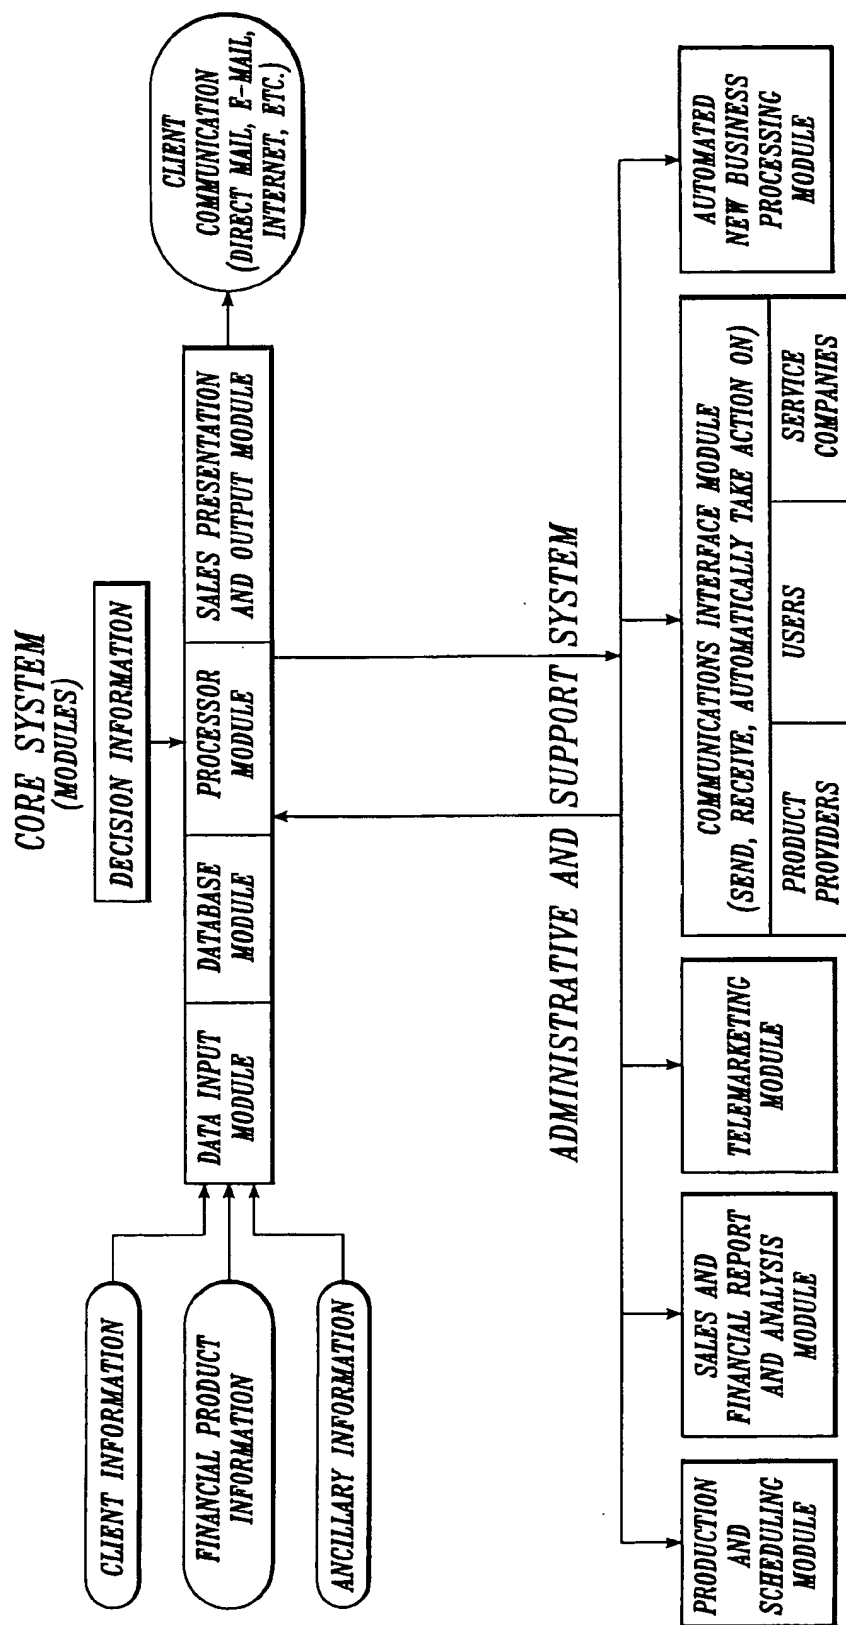 CORE SYSTEM
(MODULES)
DECISION INFORMATION
CLIENT INFORMATION
FINANCIAL PRODUCT
INFORMATION
ANCILLARY INFORMATION
DATA INPUT
MODULE
DATABASE
MODULE
PROCESSOR
MODULE
SALES PRESENTATION
AND OUTPUT MODULE
CLIENT
COMMUNICATION
(DIRECT MAIL, E-MAIL,
INTERNET, ETC.)
ADMINISTRATIVE AND SUPPORT SYSTEM
PRODUCTION
AND
SCHEDULING
MODULE
SALES AND
FINANCIAL REPORT
AND ANALYSIS
MODULE
TELEMARKETING
MODULE
COMMUNICATIONS INTERFACE MODULE
(SEND, RECEIVE, AUTOMATICALLY TAKE ACTION ON)
PRODUCT
PROVIDERS
USERS
SERVICE
COMPANIES
AUTOMATED
NEW BUSINESS
PROCESSING
MODULE